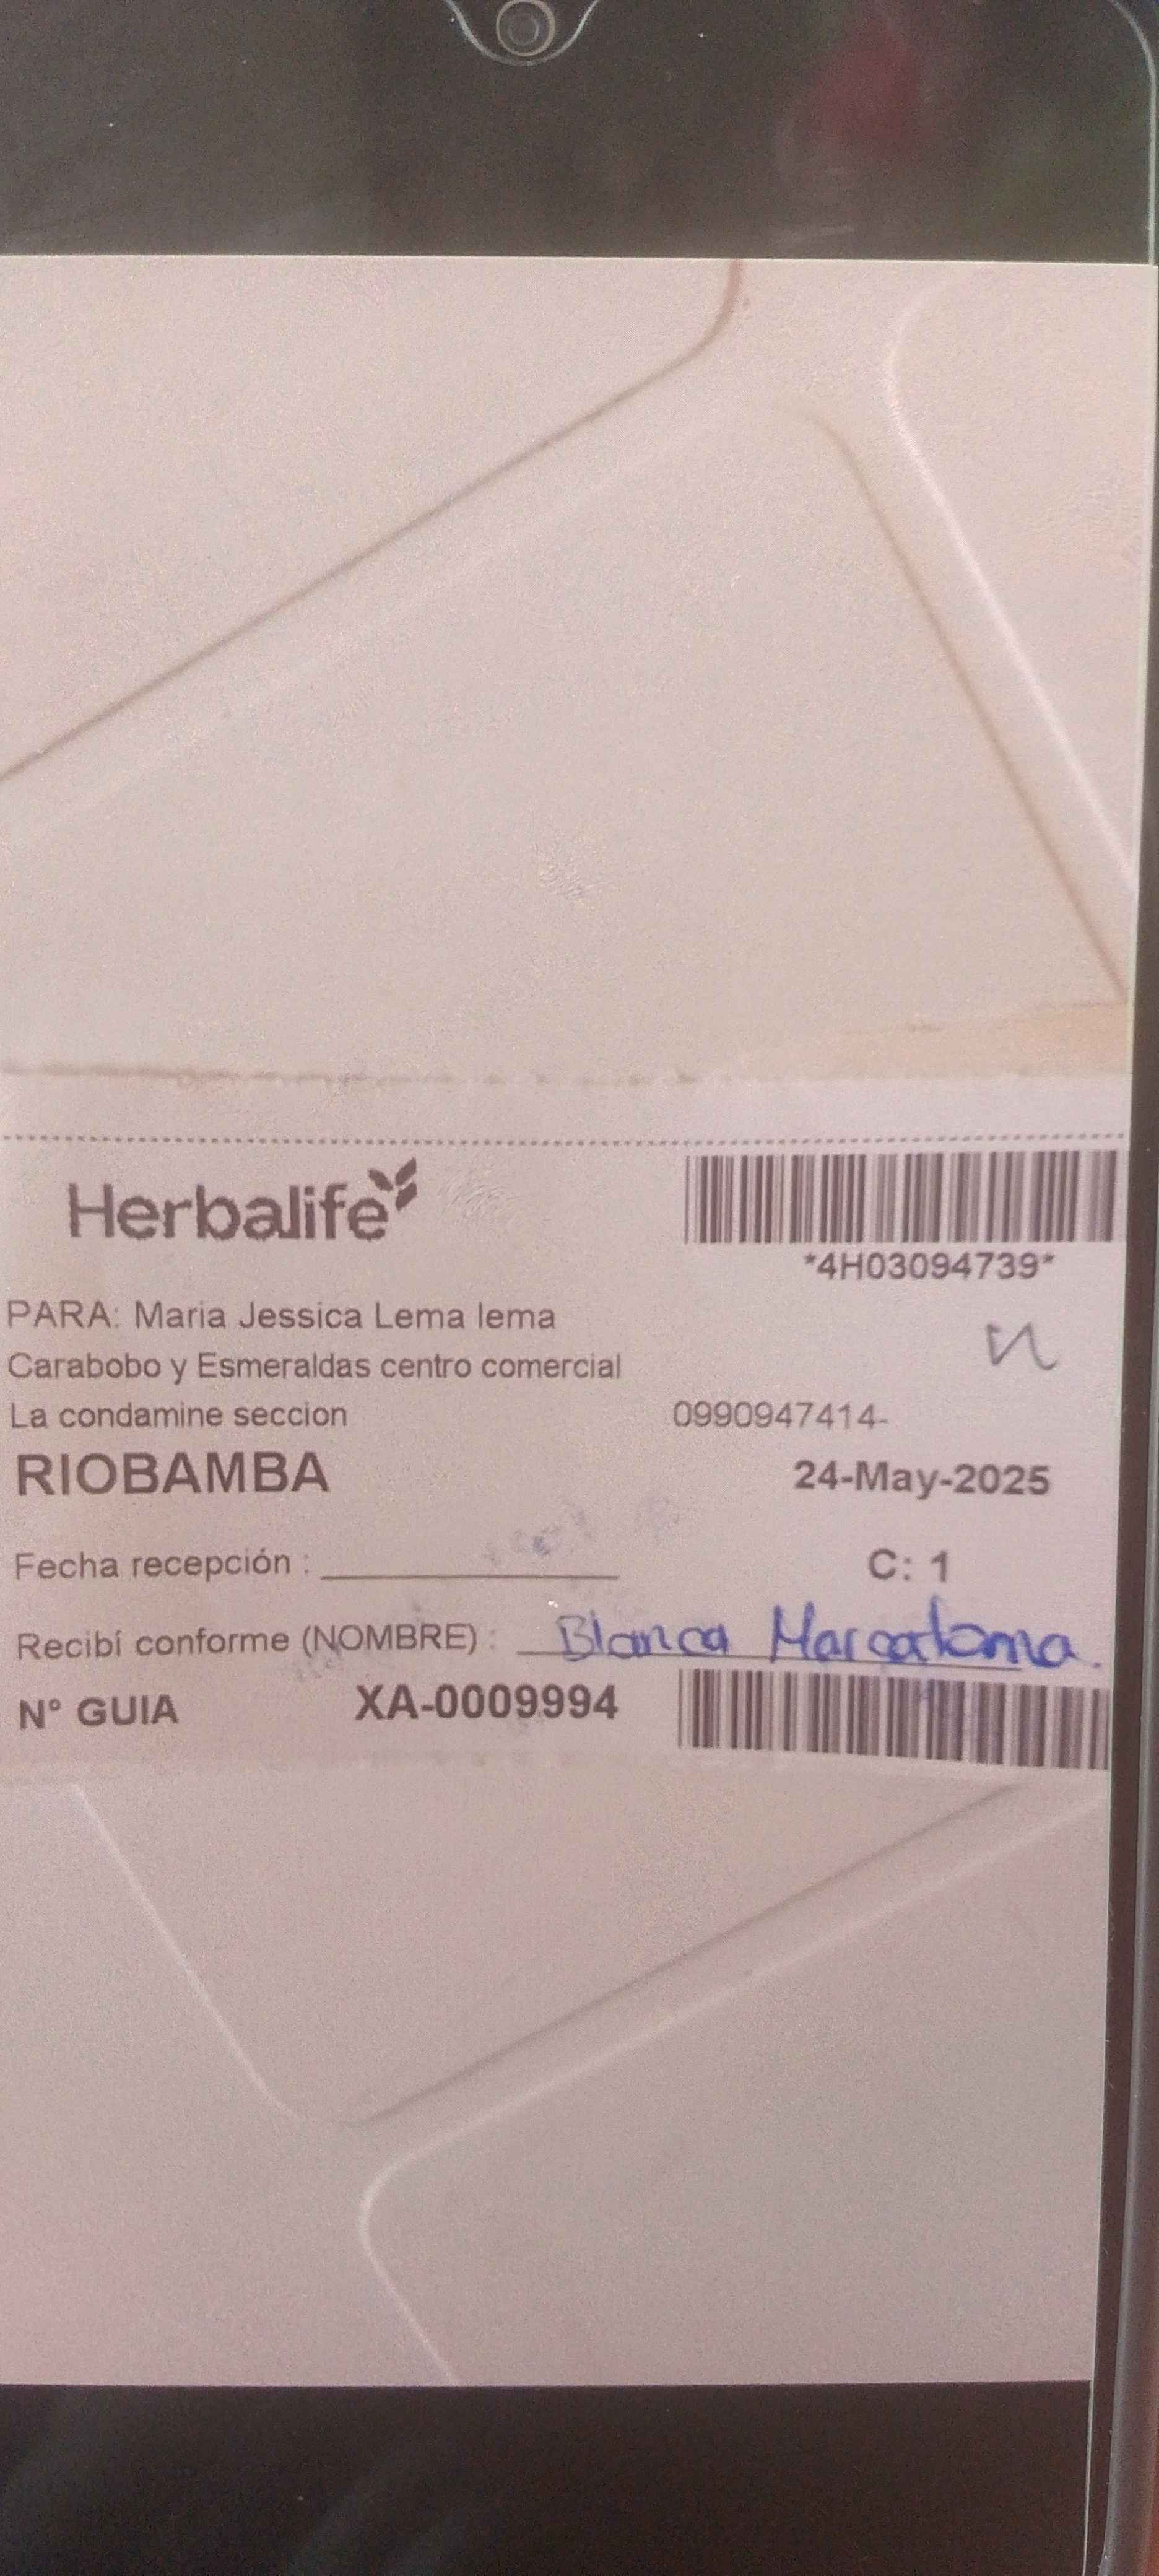 Herbalife
*4H03094739*
PARA: Maria Jessica Lema lema
Carabobo y Esmeraldas centro comercial
La condamine seccion 0990947414-
RIOBAMBA 24-May-2025
Fecha recepción : C: 1
Recibí conforme (NOMBRE) : Blanca Marcatoma.
N° GUIA XA-0009994